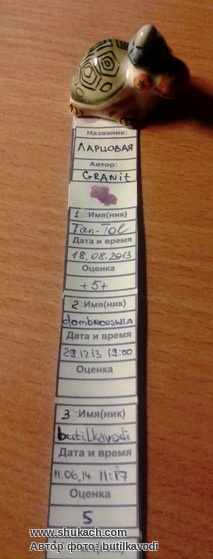 Название:
ЛАРЦОВАЯ
Автор:
GRANiT
1 Имя(ник)
Tan-Tol
Дата и время
18.08.2013
Оценка
+5+
2 Имя(ник)
dombrowskia
Дата и время
29.12.13 19:00
Оценка
3 Имя(ник)
butilkavodi
Дата и время
11.06.14 11:17
Оценка
5
www.shukach.com
Автор фото: butilkavodi